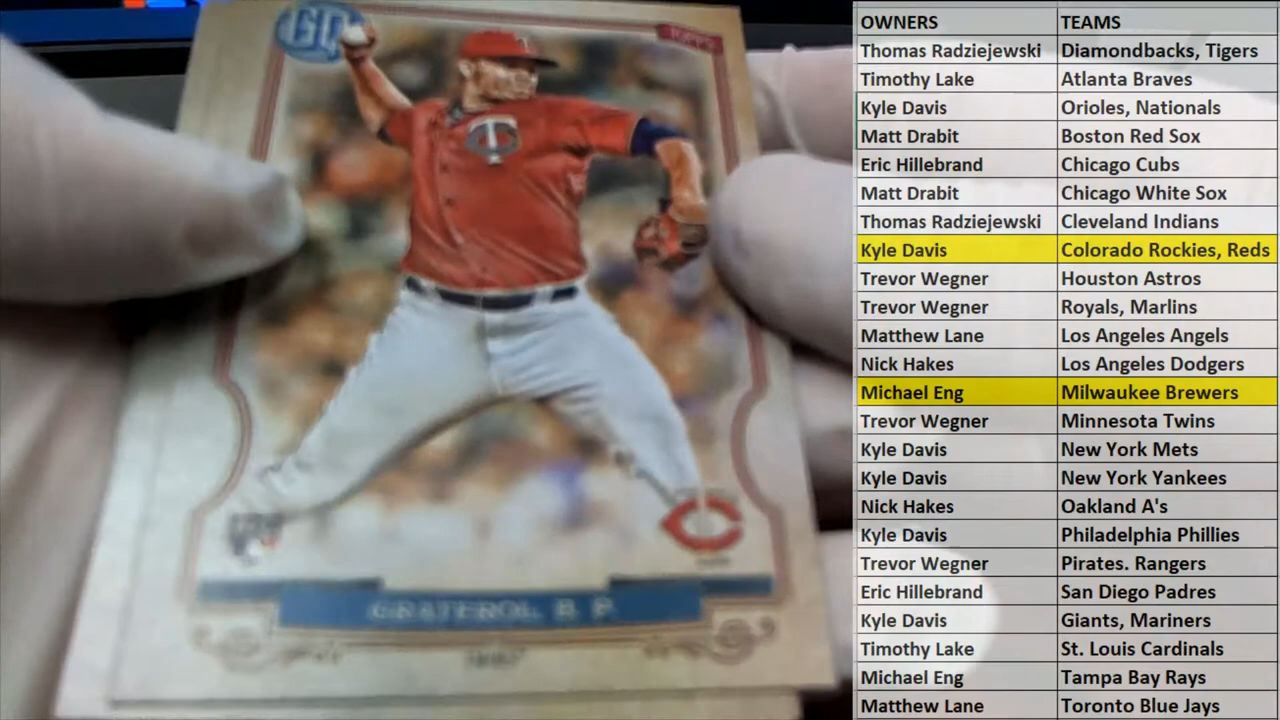 GQ
TOPPS
T
T C
C
GRATEROL, B. P.
OWNERS TEAMS
Thomas Radziejewski Diamondbacks, Tigers
Timothy Lake Atlanta Braves
Kyle Davis Orioles, Nationals
Matt Drabit Boston Red Sox
Eric Hillebrand Chicago Cubs
Matt Drabit Chicago White Sox
Thomas Radziejewski Cleveland Indians
Kyle Davis Colorado Rockies, Reds
Trevor Wegner Houston Astros
Trevor Wegner Royals, Marlins
Matthew Lane Los Angeles Angels
Nick Hakes Los Angeles Dodgers
Michael Eng Milwaukee Brewers
Trevor Wegner Minnesota Twins
Kyle Davis New York Mets
Kyle Davis New York Yankees
Nick Hakes Oakland A's
Kyle Davis Philadelphia Phillies
Trevor Wegner Pirates. Rangers
Eric Hillebrand San Diego Padres
Kyle Davis Giants, Mariners
Timothy Lake St. Louis Cardinals
Michael Eng Tampa Bay Rays
Matthew Lane Toronto Blue Jays